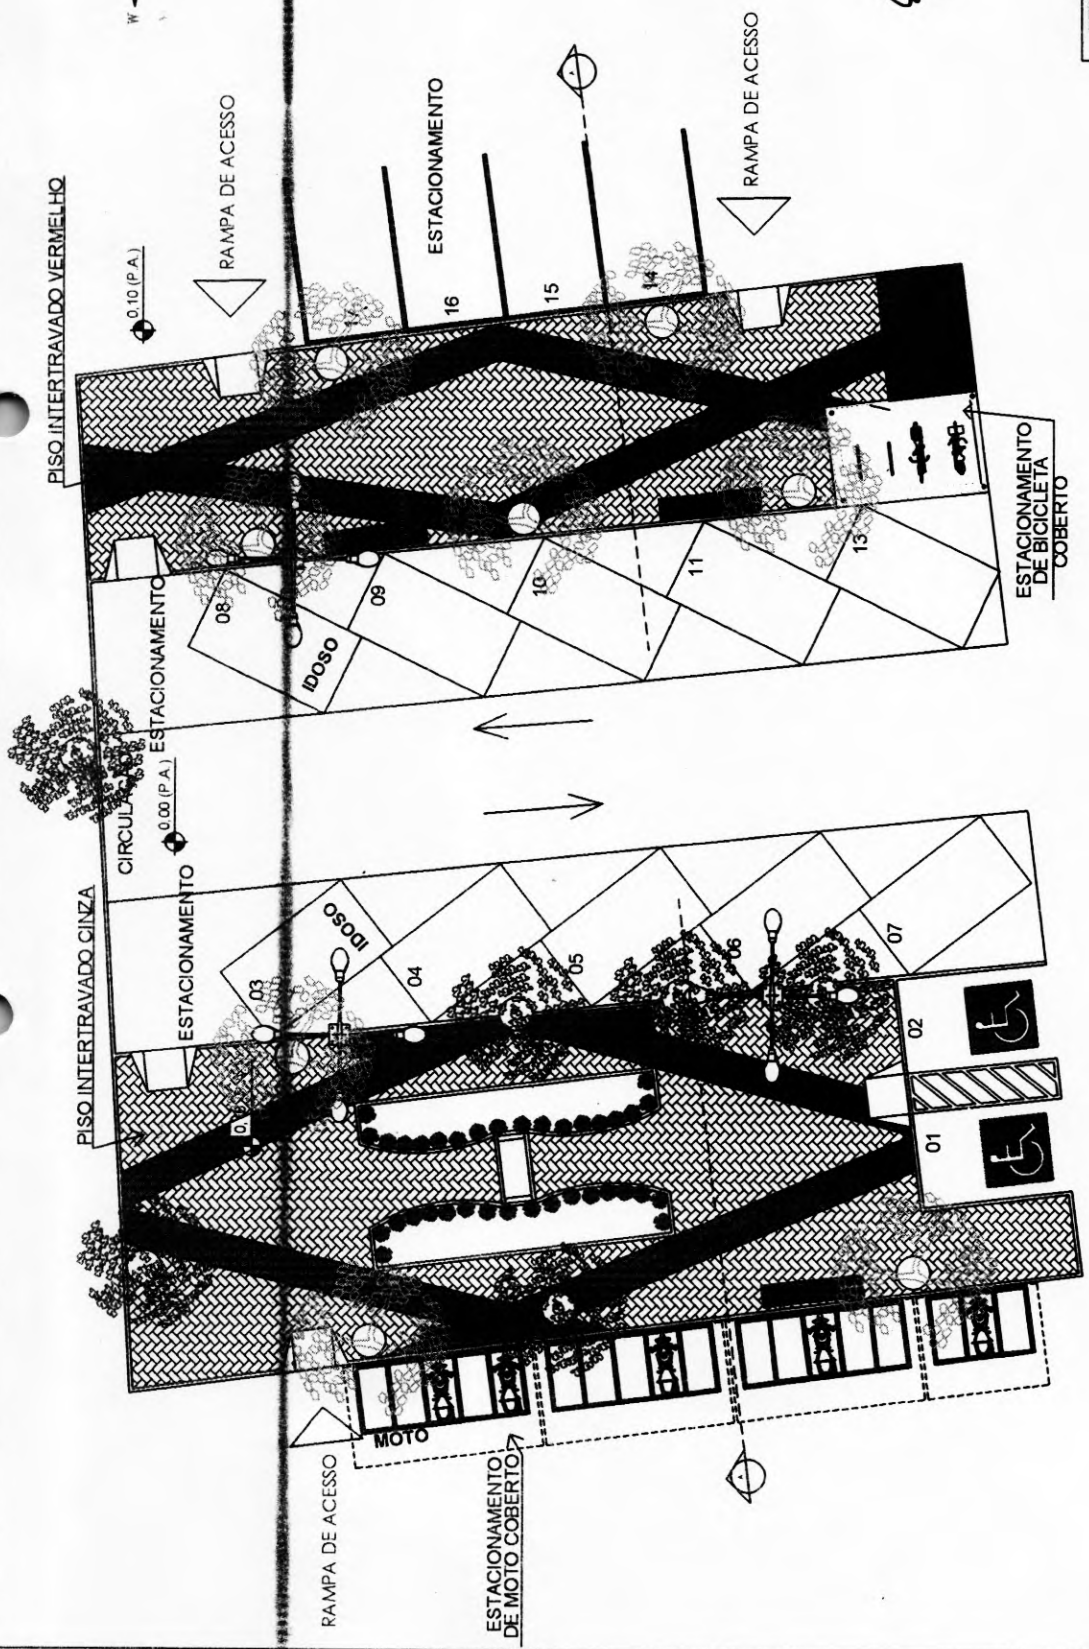 W
PISO INTERTRAVADO VERMELHO
0.10 (P.A.)
RAMPA DE ACESSO
ESTACIONAMENTO
A
RAMPA DE ACESSO
17
16
15
14
ESTACIONAMENTO
DE BICICLETA
COBERTO
ESTACIONAMENTO
08
IDOSO
09
10
11
13
0.00 (P.A.)
PISO INTERTRAVADO CINZA
ESTACIONAMENTO
03
IDOSO
04
05
06
07
02
01
RAMPA DE ACESSO
MOTO
ESTACIONAMENTO
DE MOTO COBERTO
A